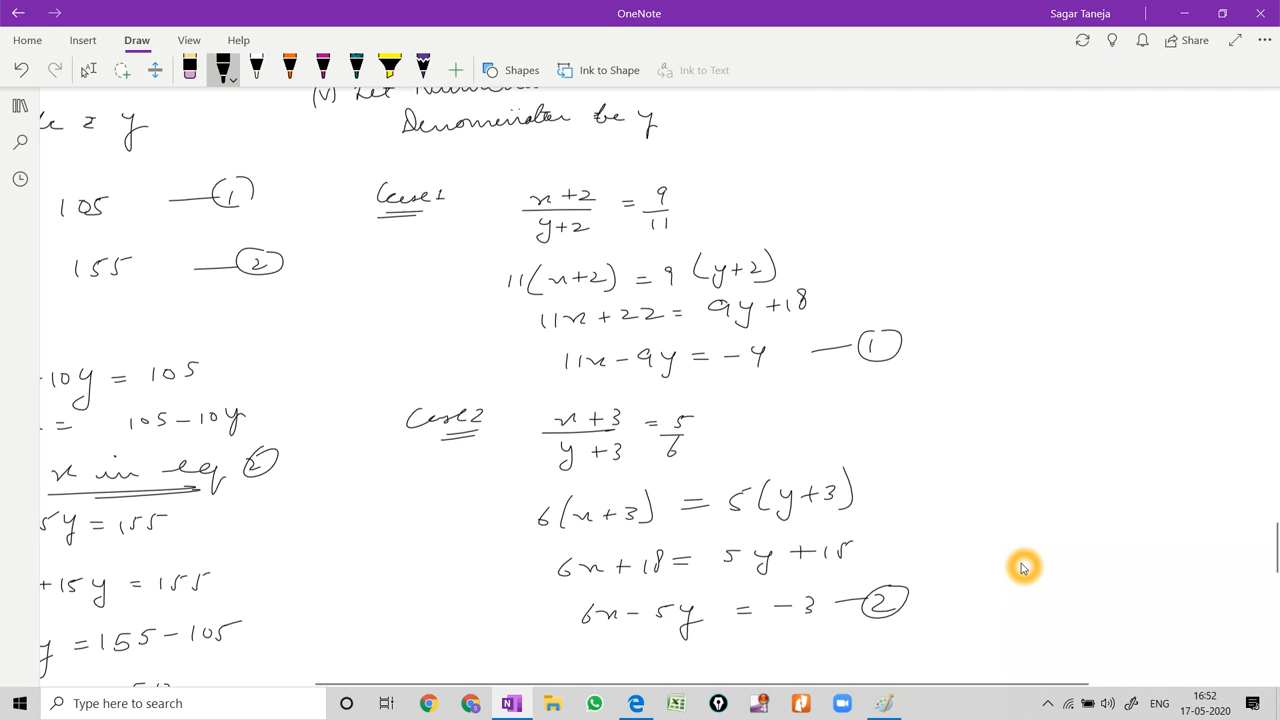 OneNote
Sagar Taneja
Home Insert Draw View Help
Share
Shapes Ink to Shape Ink to Text
= y
105 — ①
155 — ②
-10y = 105
= 105 - 10y
x in eq ②
5y = 155
+15y = 155
y = 155 - 105
(v) Let
Denominator be y
Case 1
x+2 / y+2 = 9/11
11(x+2) = 9(y+2)
11x + 22 = 9y + 18
11x - 9y = -4 — ①
Case 2
x+3 / y+3 = 5/6
6(x+3) = 5(y+3)
6x + 18 = 5y + 15
6x - 5y = -3 — ②
Type here to search
ENG
16:52
17-05-2020